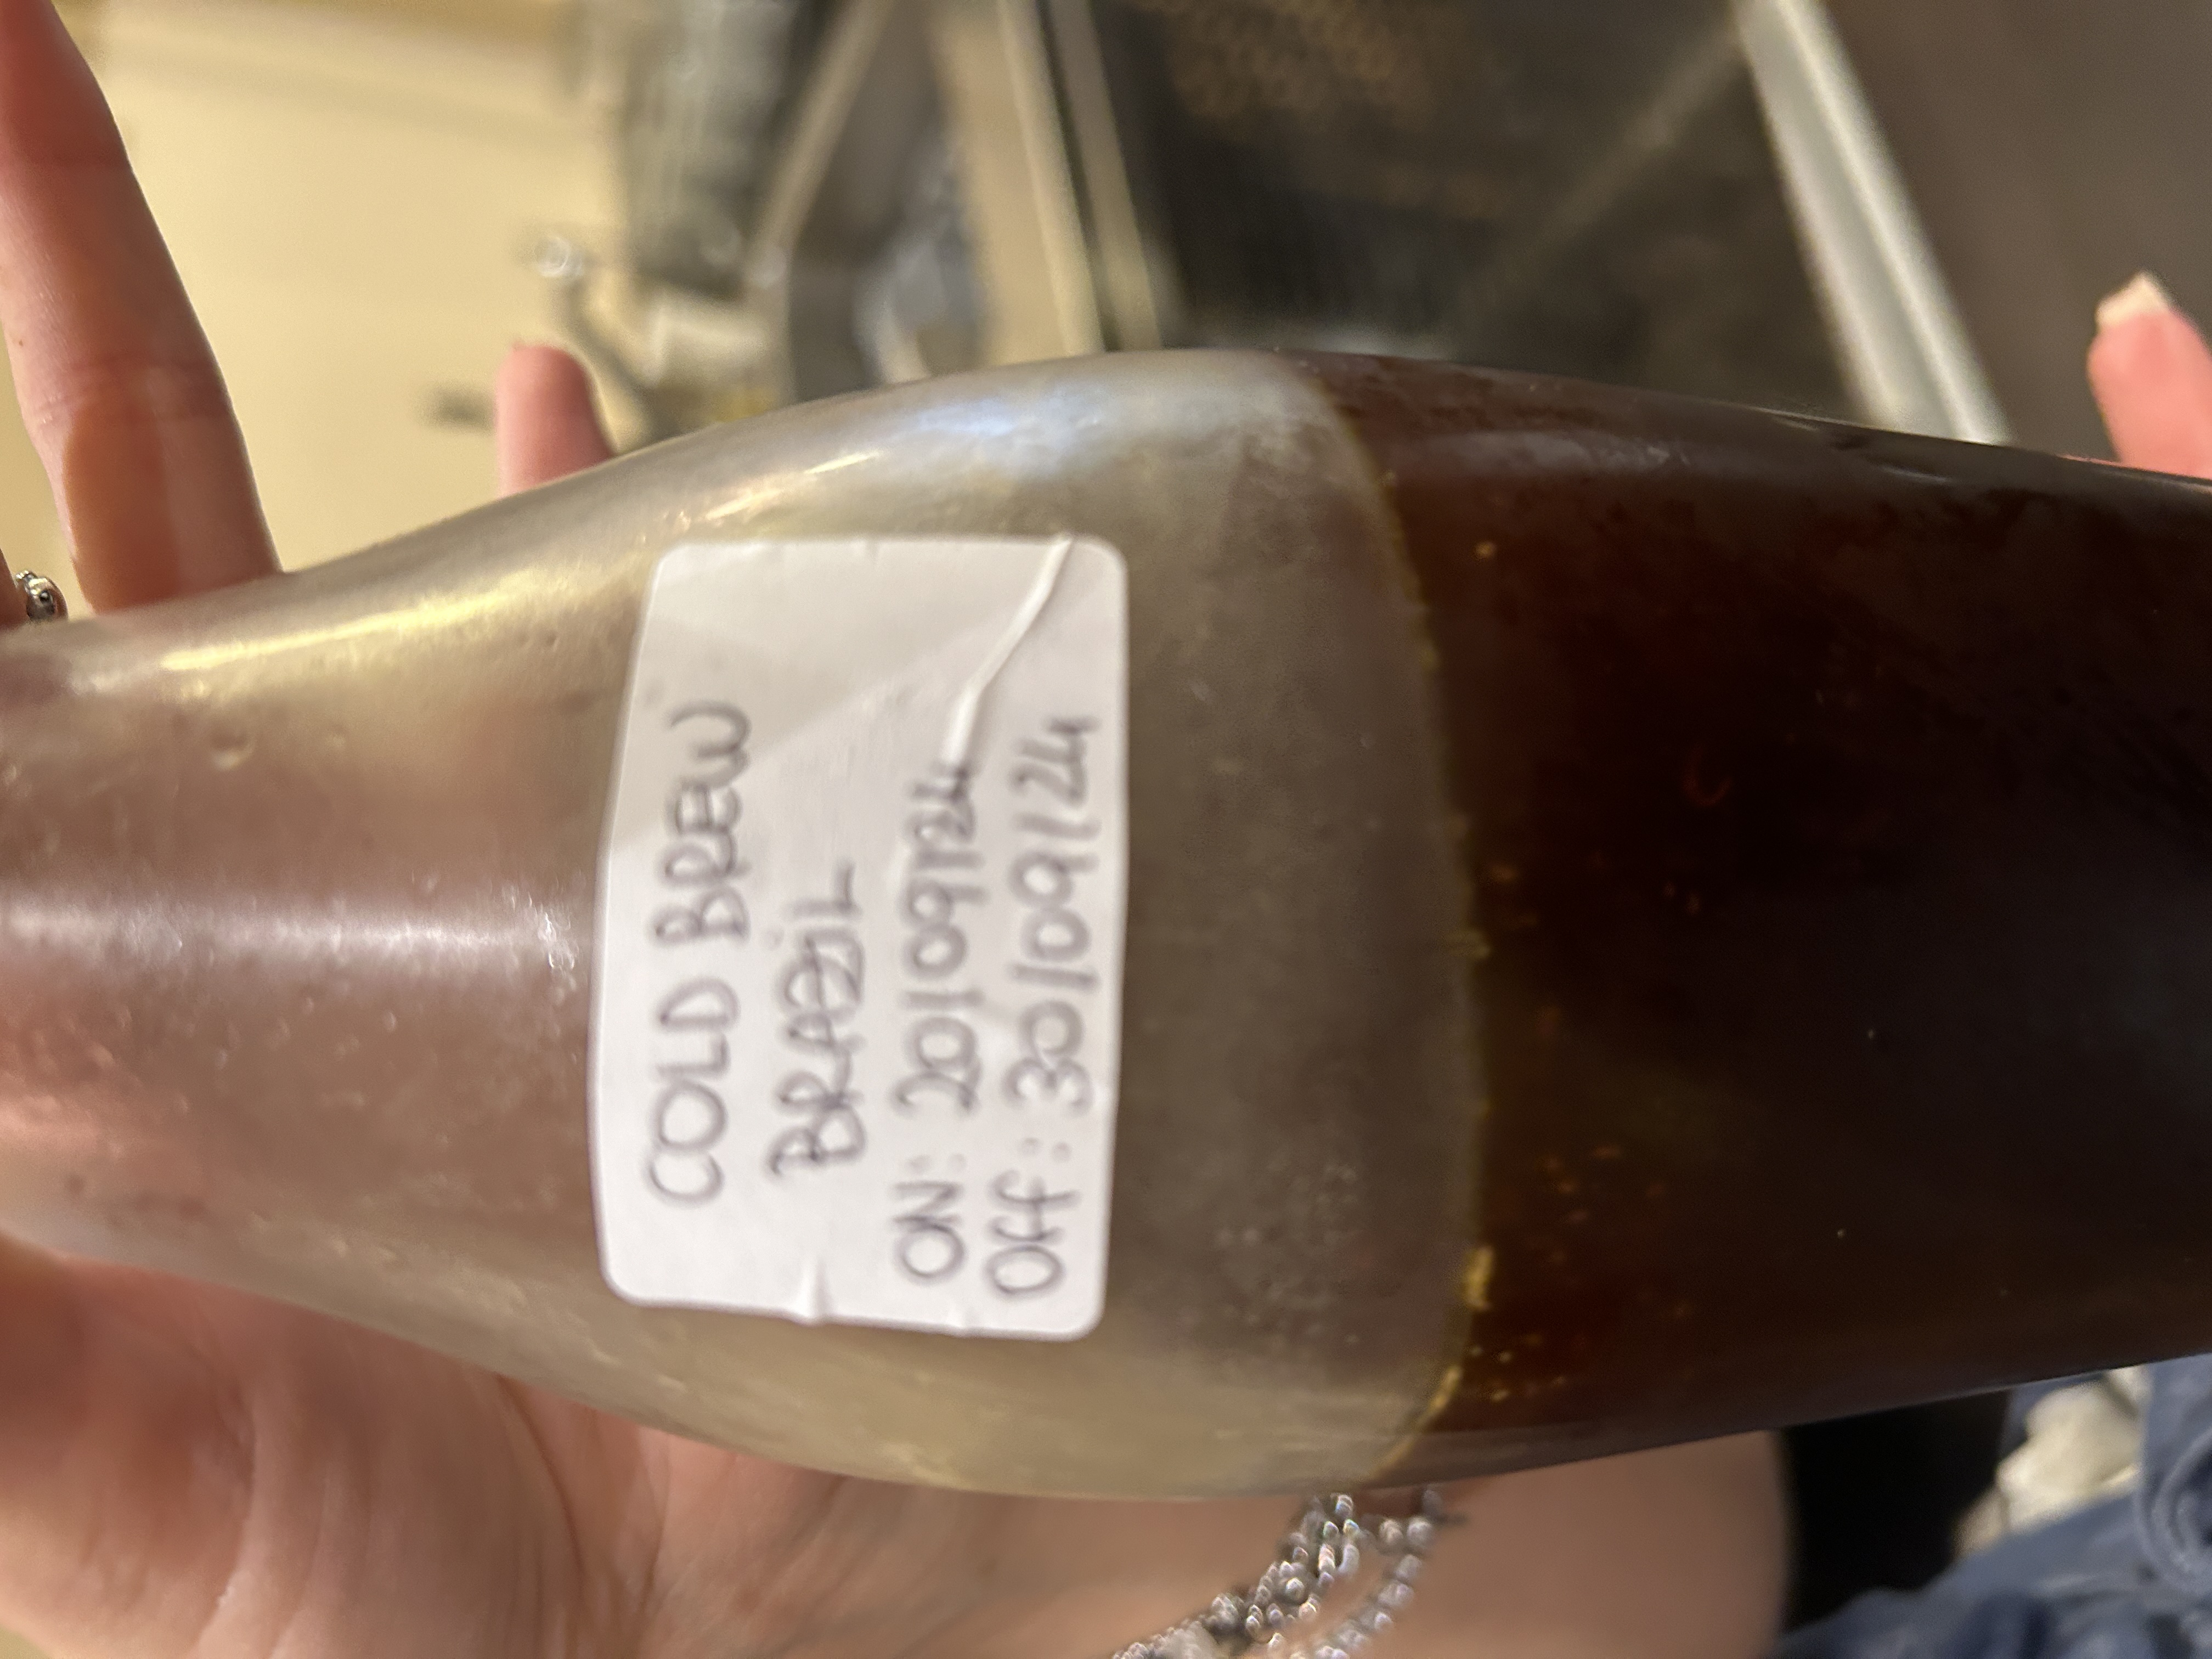 COLD BREW
BRAZiL
ON: 20/09/24
Off: 30/09/24